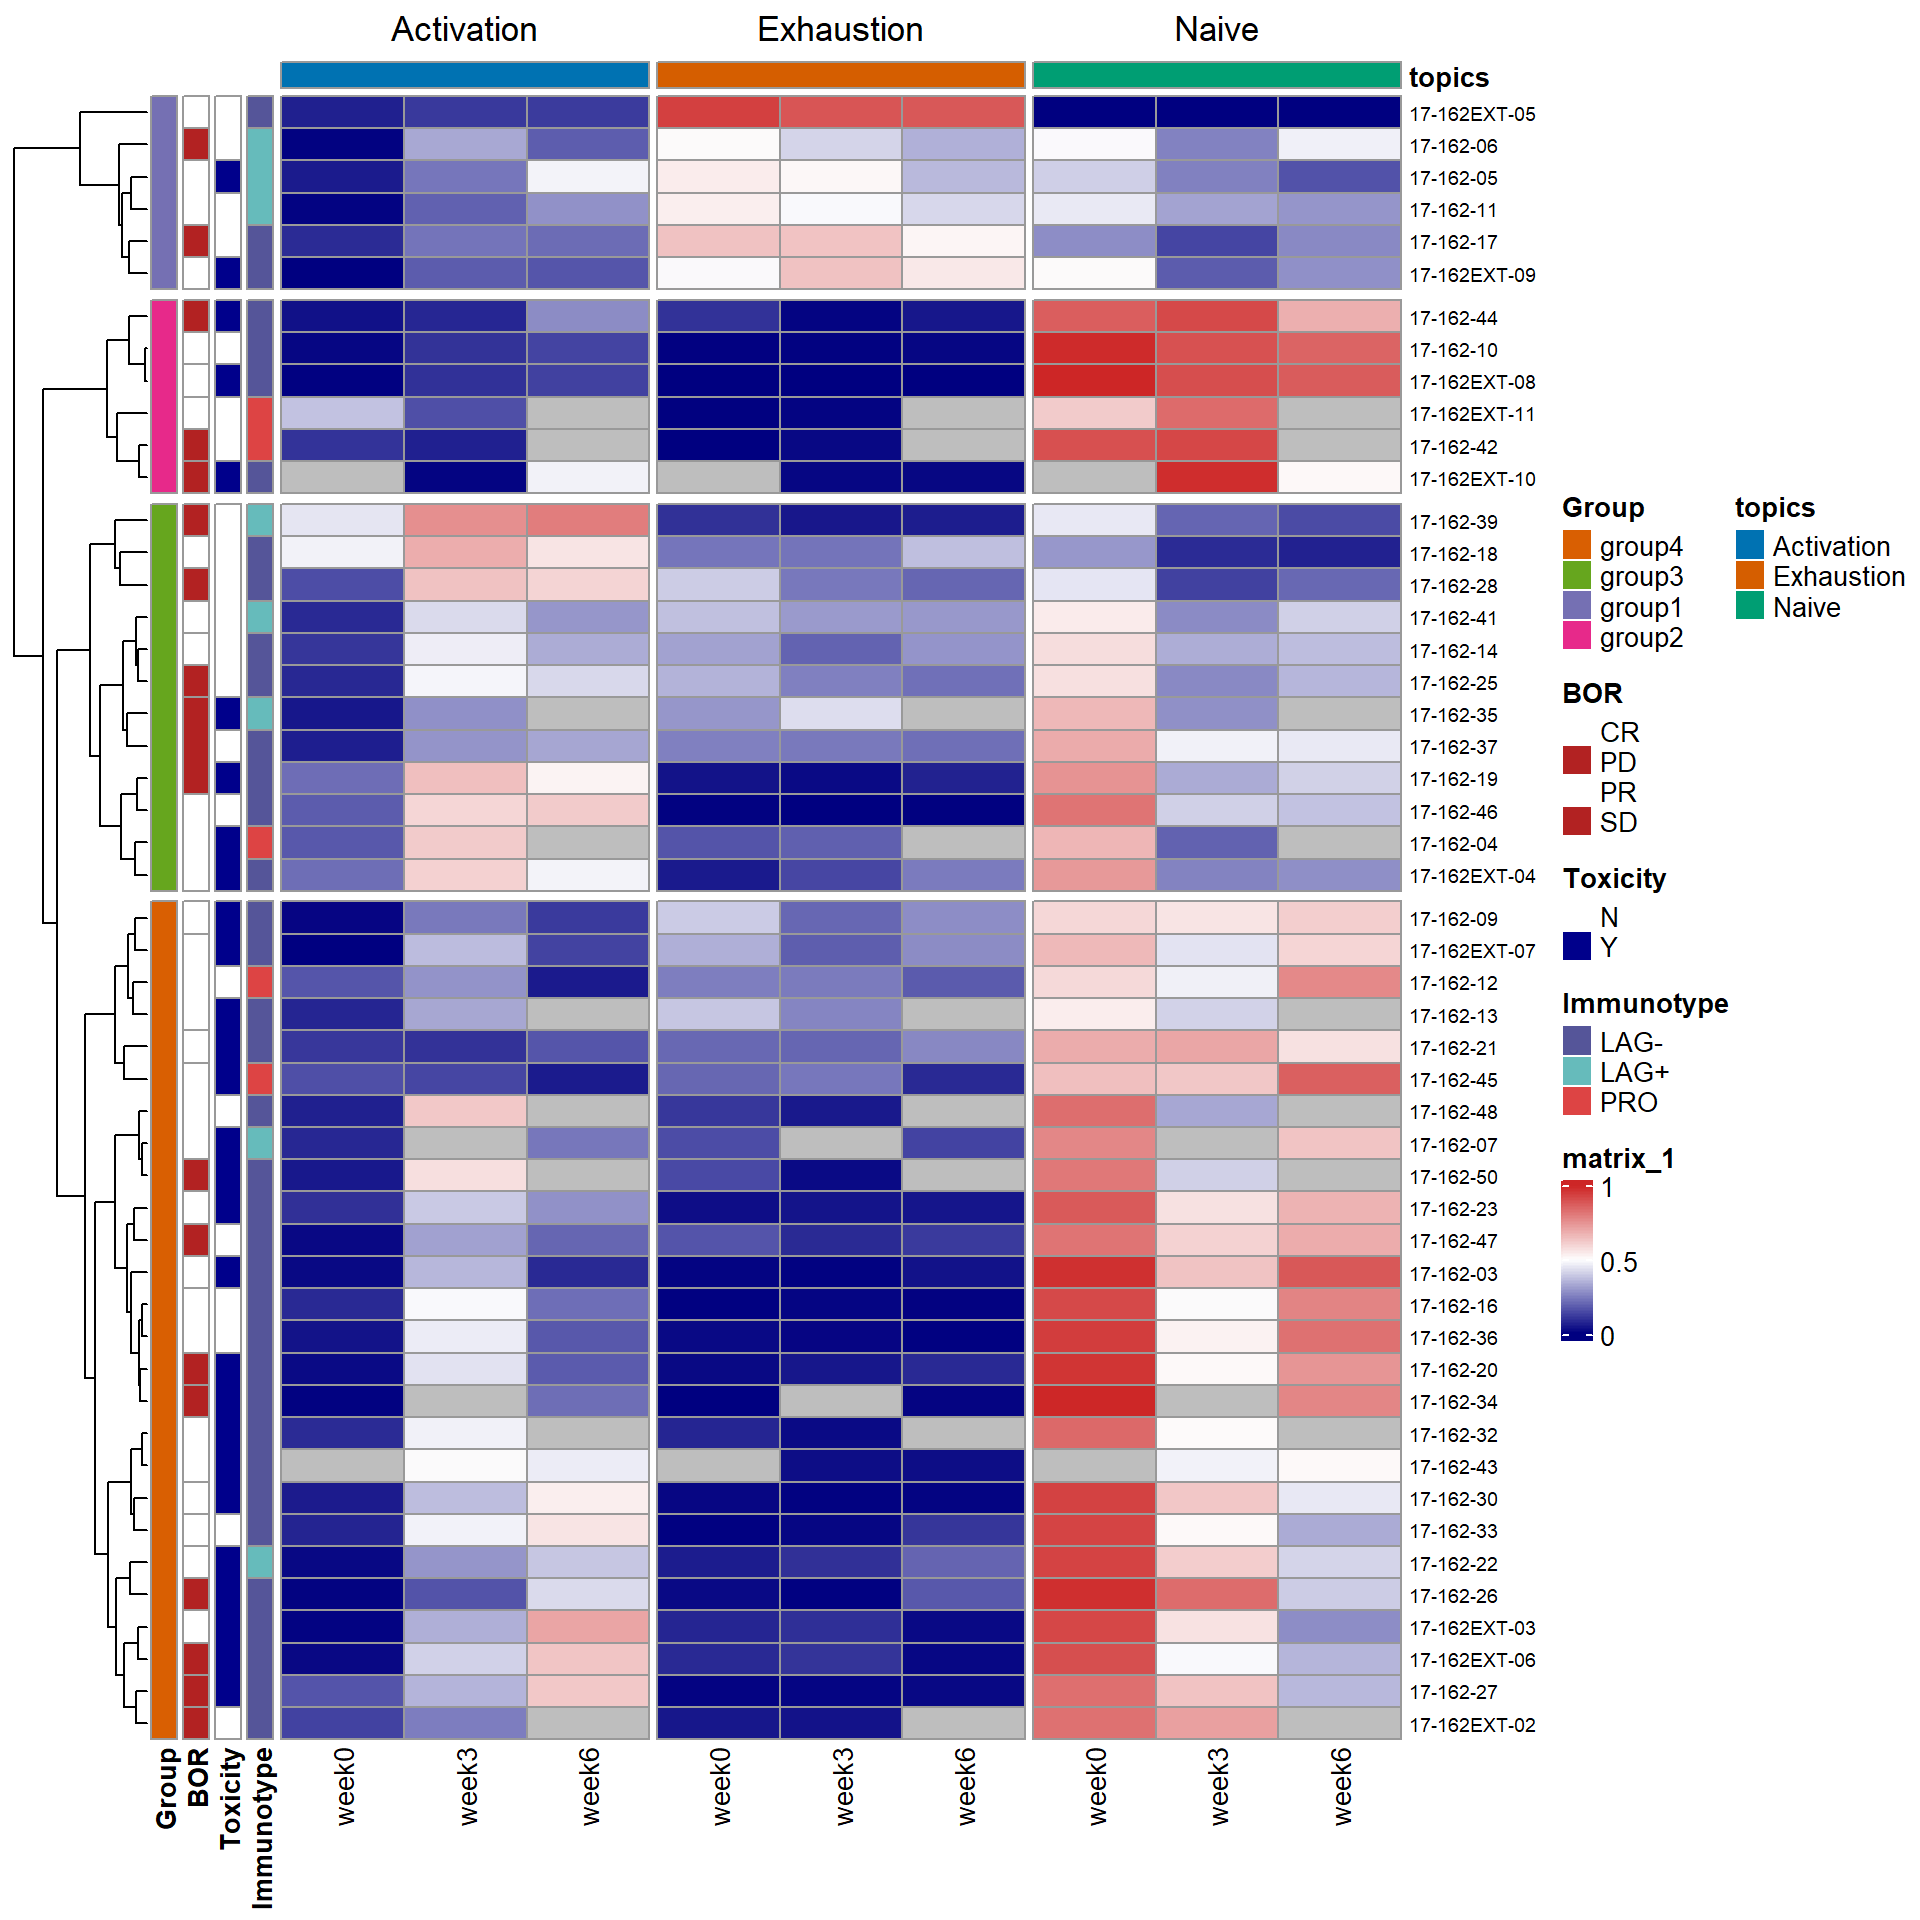 Activation Exhaustion Naive
topics
17-162EXT-05
17-162-06
17-162-05
17-162-11
17-162-17
17-162EXT-09
17-162-44
17-162-10
17-162EXT-08
17-162EXT-11
17-162-42
17-162EXT-10
17-162-39
17-162-18
17-162-28
17-162-41
17-162-14
17-162-25
17-162-35
17-162-37
17-162-19
17-162-46
17-162-04
17-162EXT-04
17-162-09
17-162EXT-07
17-162-12
17-162-13
17-162-21
17-162-45
17-162-48
17-162-07
17-162-50
17-162-23
17-162-47
17-162-03
17-162-16
17-162-36
17-162-20
17-162-34
17-162-32
17-162-43
17-162-30
17-162-33
17-162-22
17-162-26
17-162EXT-03
17-162EXT-06
17-162-27
17-162EXT-02
Group
BOR
Toxicity
Immunotype
week0
week3
week6
week0
week3
week6
week0
week3
week6
Group
group4
group3
group1
group2
topics
Activation
Exhaustion
Naive
BOR
CR
PD
PR
SD
Toxicity
N
Y
Immunotype
LAG-
LAG+
PRO
matrix_1
1
0.5
0